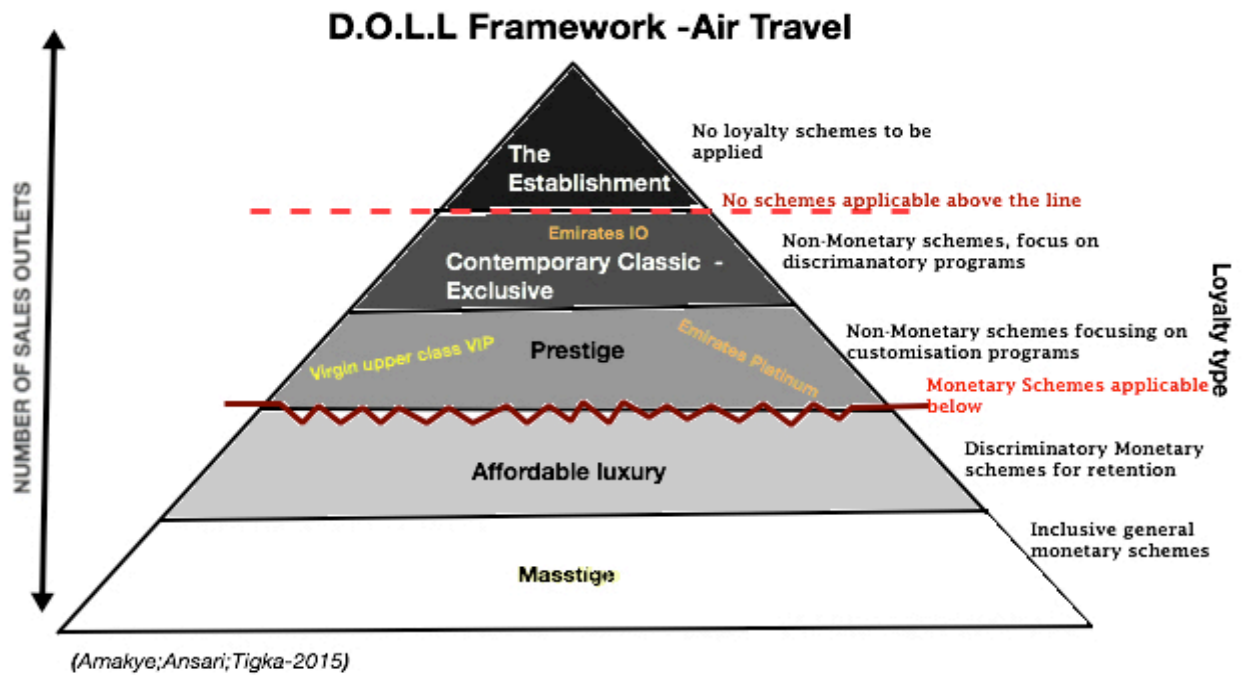 D.O.L.L Framework -Air Travel
NUMBER OF SALES OUTLETS
The
Establishment
No loyalty schemes to be
applied
No schemes applicable above the line
Emirates IO
Contemporary Classic -
Exclusive
Non-Monetary schemes, focus on
discrimanatory programs
Loyalty type
Virgin upper class VIP
Prestige
Emirates Platinum
Non-Monetary schemes focusing on
customisation programs
Monetary Schemes applicable
below
Affordable luxury
Discriminatory Monetary
schemes for retention
Masstige
Inclusive general
monetary schemes
(Amakye;Ansari;Tigka-2015)